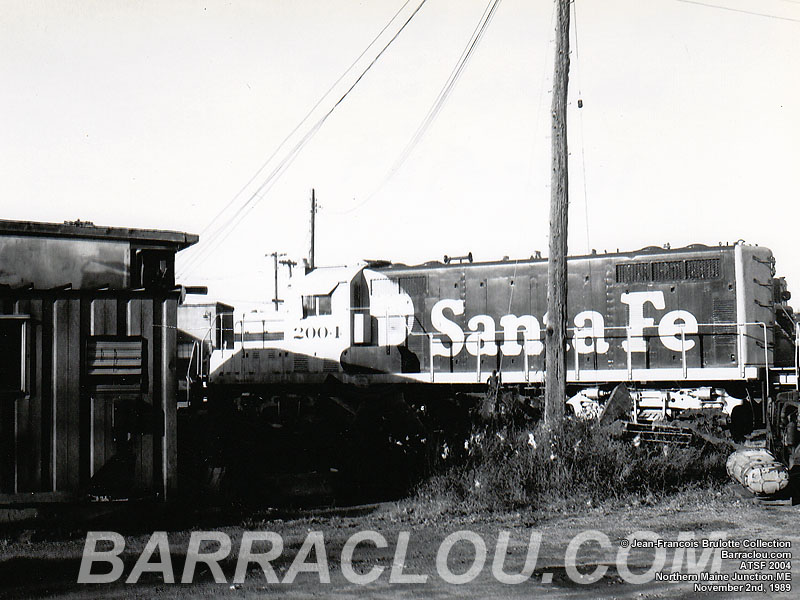 2004
Santa Fe
BARRACLOU.COM
© Jean-Francois Brulotte Collection
Barraclou.com
ATSF 2004
Northern Maine Junction,ME
November 2nd, 1989